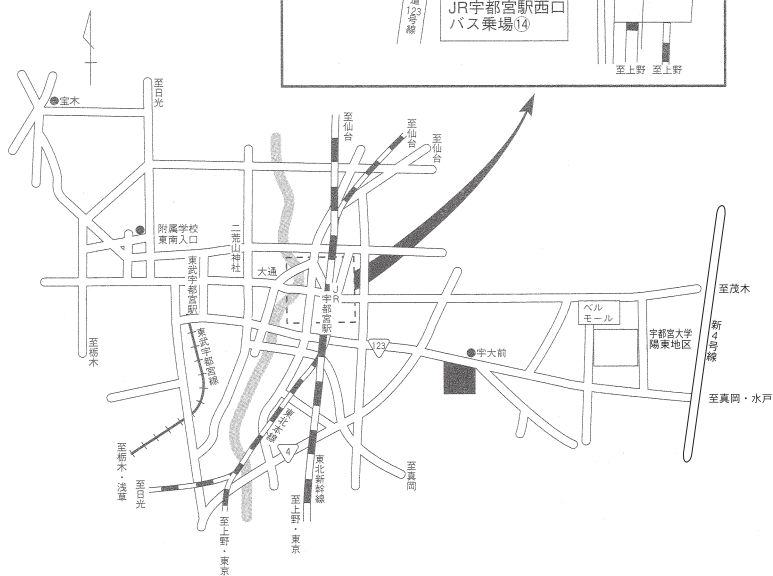 道123号線
JR宇都宮駅西口
バス乗場⑭
至上野
至上野
宝木
至日光
至仙台
至仙台
至仙台
附属学校
東南入口
二荒山神社
大通
東武宇都宮駅
JR
宇都宮駅
至栃木
東武宇都宮線
123
宇大前
ベル
モール
宇都宮大学
陽東地区
新4号線
至茂木
至真岡・水戸
東北本線
4
東北新幹線
至真岡
至栃木・浅草
至日光
至上野・東京
至上野・東京